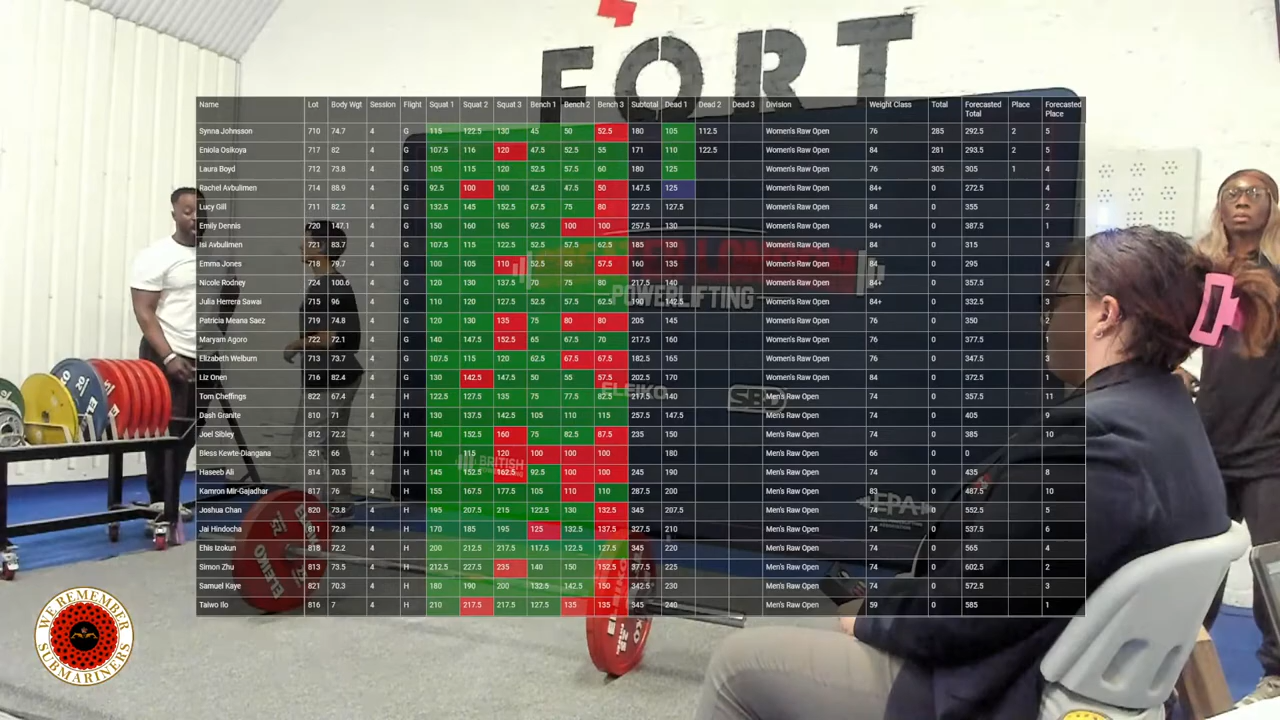 FORT
Name Lot Body Wgt Session Flight Squat 1 Squat 2 Squat 3 Bench 1 Bench 2 Bench 3 Subtotal Dead 1 Dead 2 Dead 3 Division Weight Class Total Forecasted Total Place Forecasted Place
Synna Johnsson 710 74.7 4 G 115 122.5 130 45 50 52.5 180 105 112.5 Women's Raw Open 76 285 292.5 2 5
Eniola Osikoya 717 82 4 G 107.5 116 120 47.5 52.5 55 171 110 122.5 Women's Raw Open 84 281 293.5 2 5
Laura Boyd 712 73.8 4 G 105 115 120 52.5 57.5 60 180 125 Women's Raw Open 76 305 305 1 4
Rachel Avbulimen 714 88.9 4 G 92.5 100 100 42.5 47.5 50 147.5 125 Women's Raw Open 84+ 0 272.5 4
Lucy Gill 711 82.2 4 G 132.5 145 152.5 67.5 75 80 227.5 127.5 Women's Raw Open 84 0 355 2
Emily Dennis 720 147.1 4 G 150 160 165 92.5 100 100 257.5 130 Women's Raw Open 84+ 0 387.5 1
Isi Avbulimen 721 83.7 4 G 107.5 115 122.5 52.5 57.5 62.5 185 130 Women's Raw Open 84 0 315 3
Emma Jones 718 79.7 4 G 100 105 110 52.5 55 57.5 160 135 Women's Raw Open 84 0 295 4
Nicole Rodney 724 100.6 4 G 120 130 137.5 70 75 80 217.5 140 Women's Raw Open 84+ 0 357.5 2
Julia Herrera Sawai 715 96 4 G 110 120 127.5 52.5 57.5 62.5 190 142.5 Women's Raw Open 84+ 0 332.5 3
Patricia Meana Saez 719 74.8 4 G 120 130 135 75 80 80 205 145 Women's Raw Open 76 0 350 2
Maryam Agoro 722 72.1 4 G 140 147.5 152.5 65 67.5 70 217.5 160 Women's Raw Open 76 0 377.5 1
Elizabeth Welburn 713 73.7 4 G 107.5 115 120 62.5 67.5 67.5 182.5 165 Women's Raw Open 76 0 347.5 3
Liz Onen 716 82.4 4 G 130 142.5 147.5 50 55 57.5 202.5 170 Women's Raw Open 84 0 372.5 1
Tom Cheffings 822 67.4 4 H 122.5 127.5 135 75 77.5 82.5 217.5 140 Men's Raw Open 74 0 357.5 11
Dash Granite 810 71 4 H 130 137.5 142.5 105 110 115 257.5 147.5 Men's Raw Open 74 0 405 9
Joel Sibley 812 72.2 4 H 140 152.5 160 75 82.5 87.5 235 150 Men's Raw Open 74 0 385 10
Bless Kewte-Diangana 521 66 4 H 110 115 120 100 100 100 180 Men's Raw Open 66 0 0
Haseeb Ali 814 70.5 4 H 145 152.5 162.5 92.5 100 100 245 190 Men's Raw Open 74 0 435 8
Kamron Mir-Gajadhar 817 76 4 H 155 167.5 177.5 105 110 110 287.5 200 Men's Raw Open 83 0 487.5 10
Joshua Chan 820 73.8 4 H 195 207.5 215 122.5 130 132.5 345 207.5 Men's Raw Open 74 0 552.5 5
Jai Hindocha 811 72.8 4 H 170 185 195 125 132.5 137.5 327.5 210 Men's Raw Open 74 0 537.5 6
Ehis Izokun 818 72.2 4 H 200 212.5 217.5 117.5 122.5 127.5 345 220 Men's Raw Open 74 0 565 4
Simon Zhu 813 73.5 4 H 212.5 227.5 235 140 150 152.5 377.5 225 Men's Raw Open 74 0 602.5 2
Samuel Kaye 821 70.3 4 H 180 190 200 132.5 142.5 150 342.5 230 Men's Raw Open 74 0 572.5 3
Taiwo Ilo 816 7 4 H 210 217.5 217.5 127.5 135 135 345 240 Men's Raw Open 59 0 585 1
POWERLIFTING
ELEIKO
SBD
BRITISH
EPA
ELEIKO
WE REMEMBER SUBMARINERS